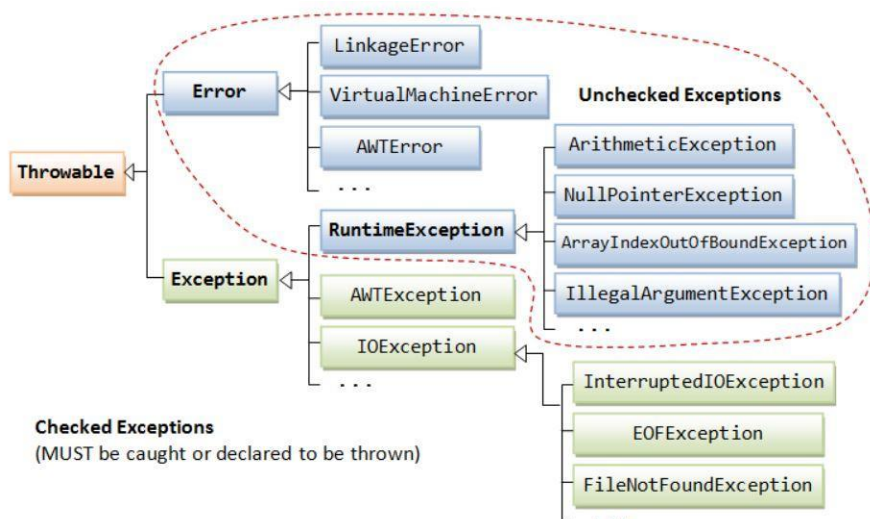 LinkageError
Error
VirtualMachineError
Unchecked Exceptions
AWTError
ArithmeticException
Throwable
. . .
NullPointerException
RuntimeException
ArrayIndexOutOfBoundException
Exception
AWTException
IllegalArgumentException
. . .
IOException
. . .
InterruptedIOException
Checked Exceptions
(MUST be caught or declared to be thrown)
EOFException
FileNotFoundException